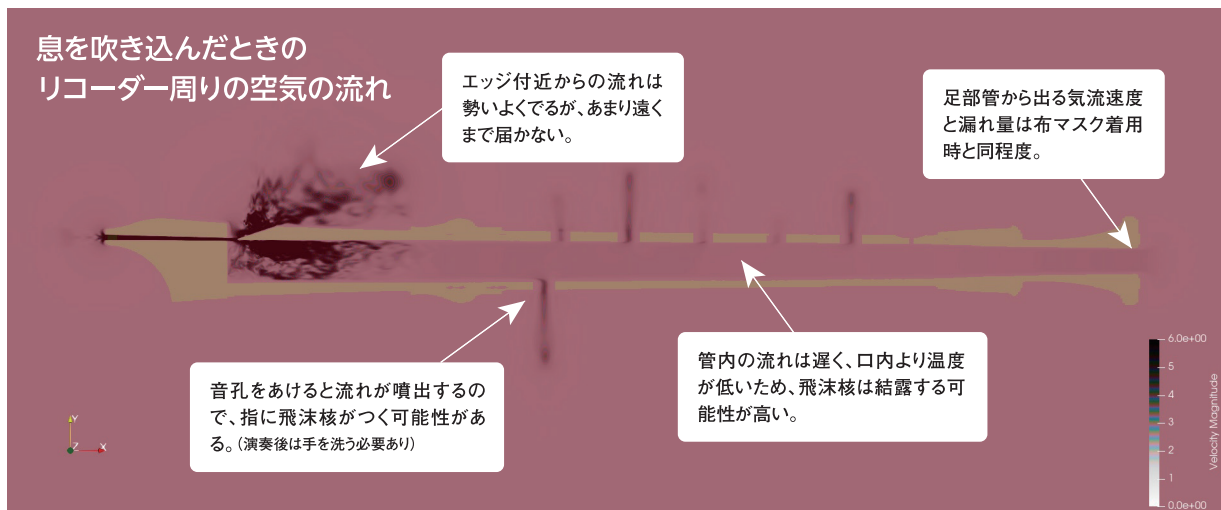 息を吹き込んだときの
リコーダー周りの空気の流れ
エッジ付近からの流れは
勢いよくでるが、あまり遠く
まで届かない。
足部管から出る気流速度
と漏れ量は布マスク着用
時と同程度。
音孔をあけると流れが噴出するの
で、指に飛沫核がつく可能性があ
る。(演奏後は手を洗う必要あり)
管内の流れは遅く、口内より温度
が低いため、飛沫核は結露する可
能性が高い。
Y
Z X
6.0e+00
5
4
3
2
1
0.0e+00
Velocity Magnitude